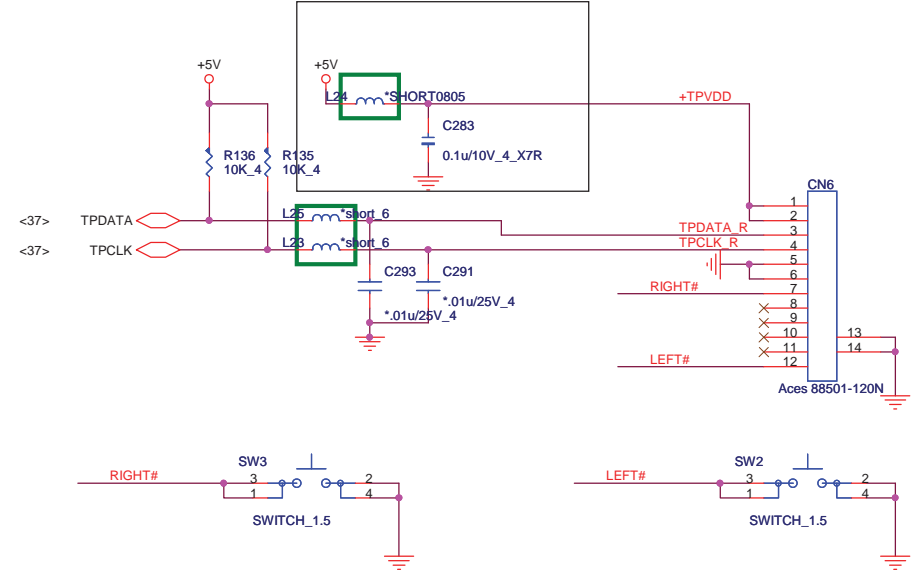 +5V
+5V
L24
*SHORT0805
+TPVDD
C283
0.1u/10V_4_X7R
R136
10K_4
R135
10K_4
CN6
1
2
3
4
5
6
7
8
9
10
11
12
13
14
<37>
TPDATA
L25
*short_6
TPDATA_R
<37>
TPCLK
L23
*short_6
TPCLK_R
C293
*.01u/25V_4
C291
*.01u/25V_4
RIGHT#
LEFT#
Aces 88501-120N
RIGHT#
SW3
3
1
2
4
SWITCH_1.5
LEFT#
SW2
3
1
2
4
SWITCH_1.5